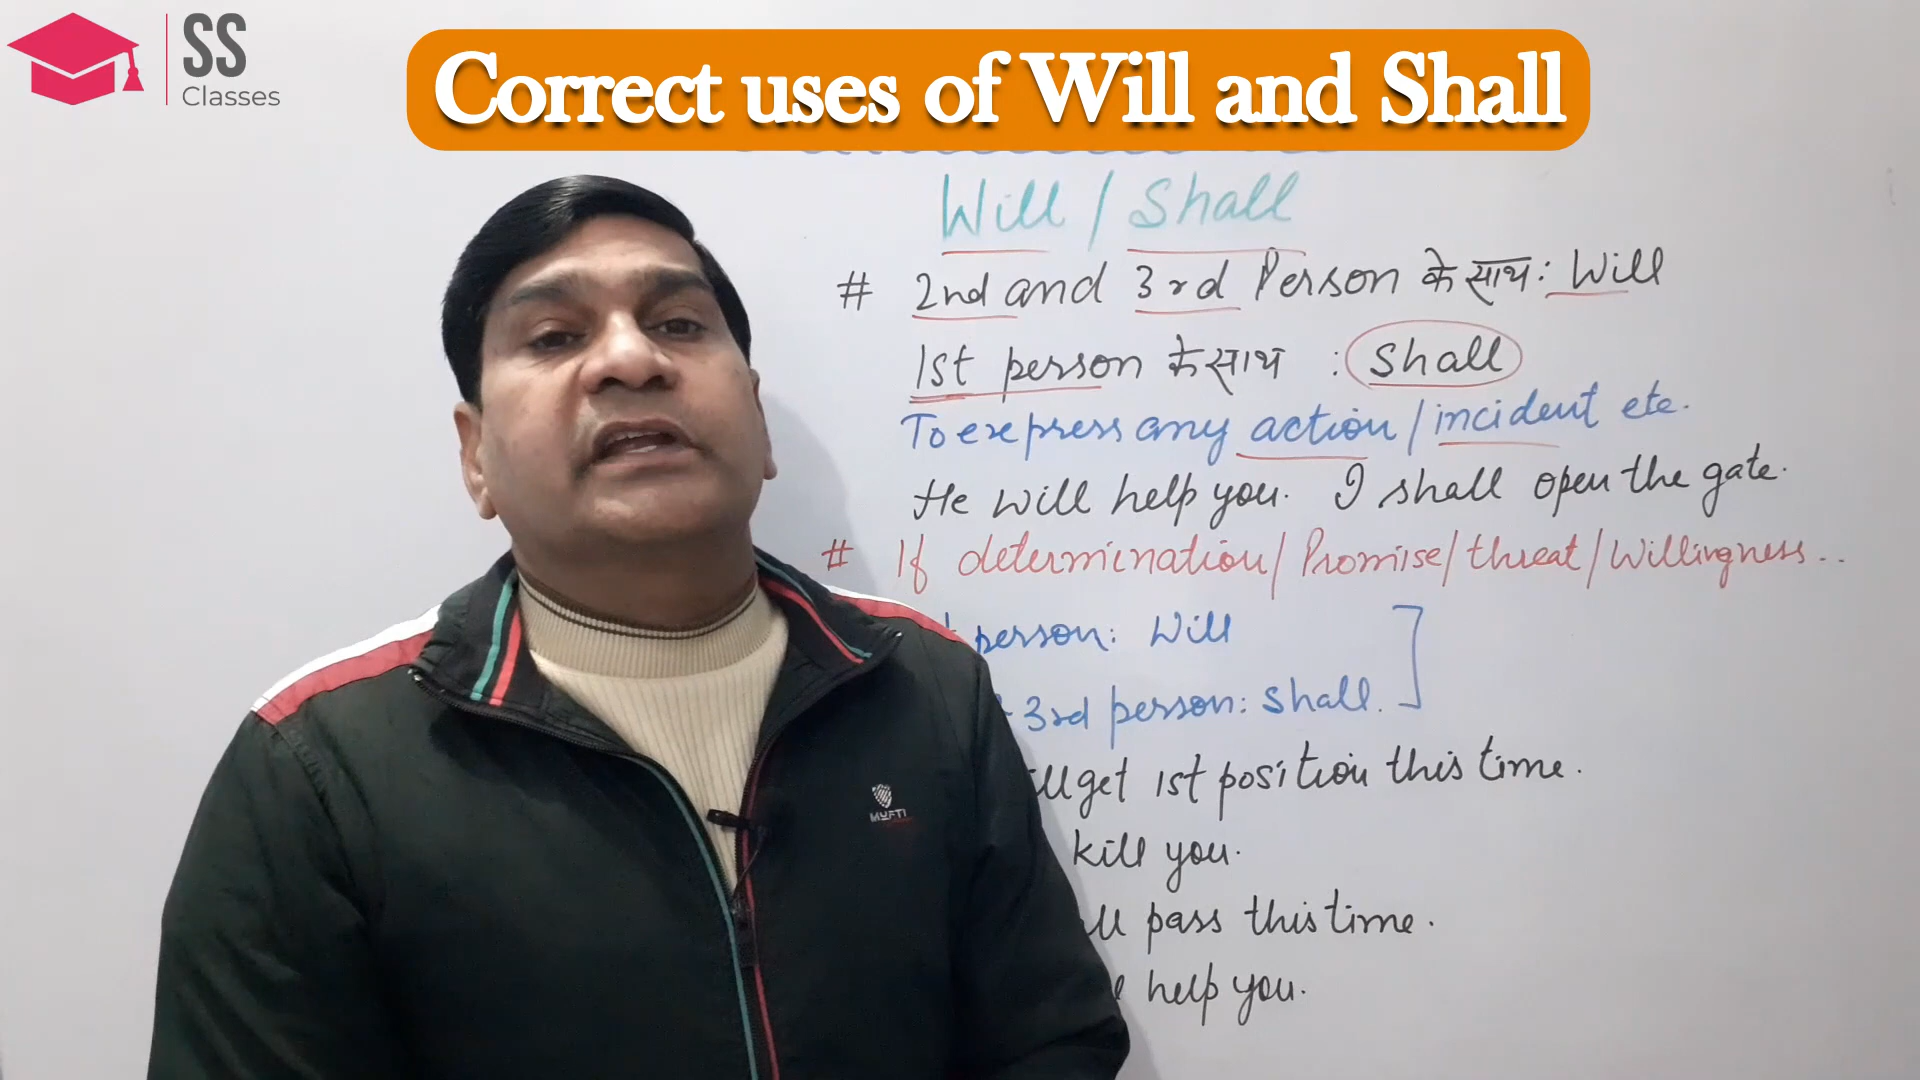 SS
Classes
Correct uses of Will and Shall
Will / Shall
# 2nd and 3rd Person के साथ: Will
1st person के साथ : Shall
To express any action / incident etc.
He will help you. I shall open the gate.
# If determination / Promise / threat / Willingness..
person: Will
3rd person: shall.
get 1st position this time.
kill you.
pass this time.
help you.
MUFTI